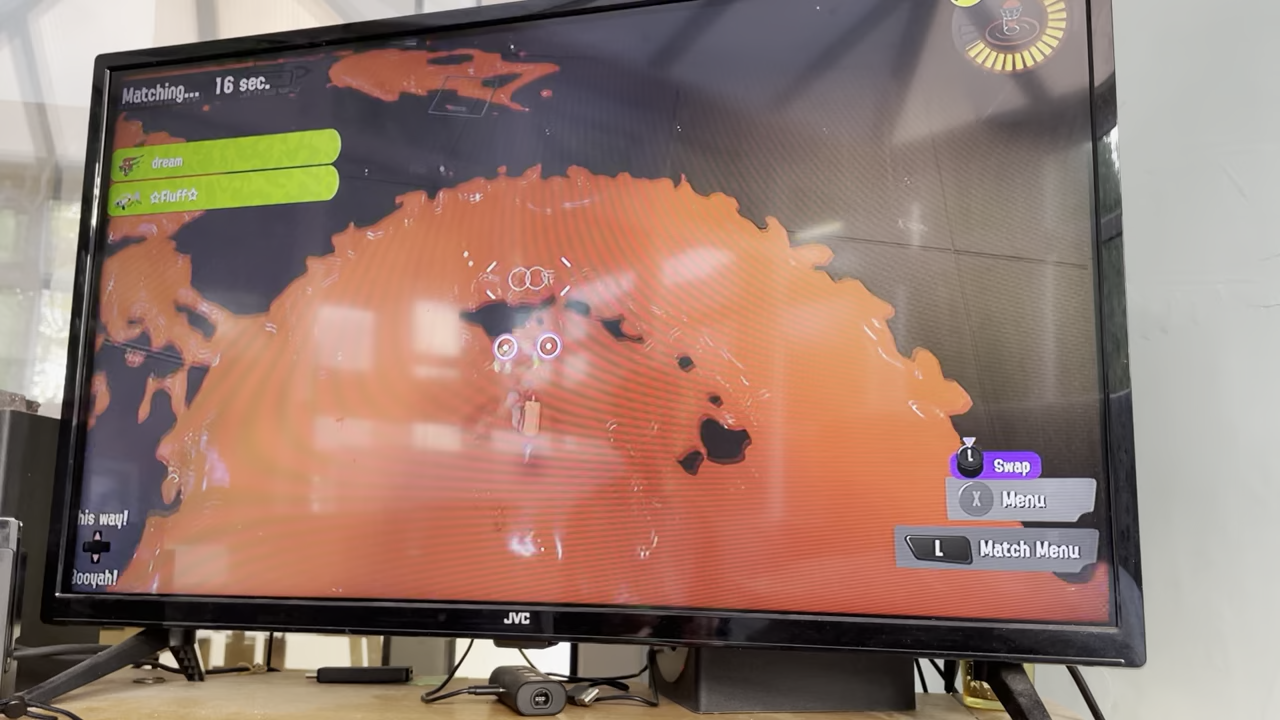 Matching... 16 sec.
dream
☆Fluff☆
L
Swap
X Menu
L Match Menu
his way!
Booyah!
JVC